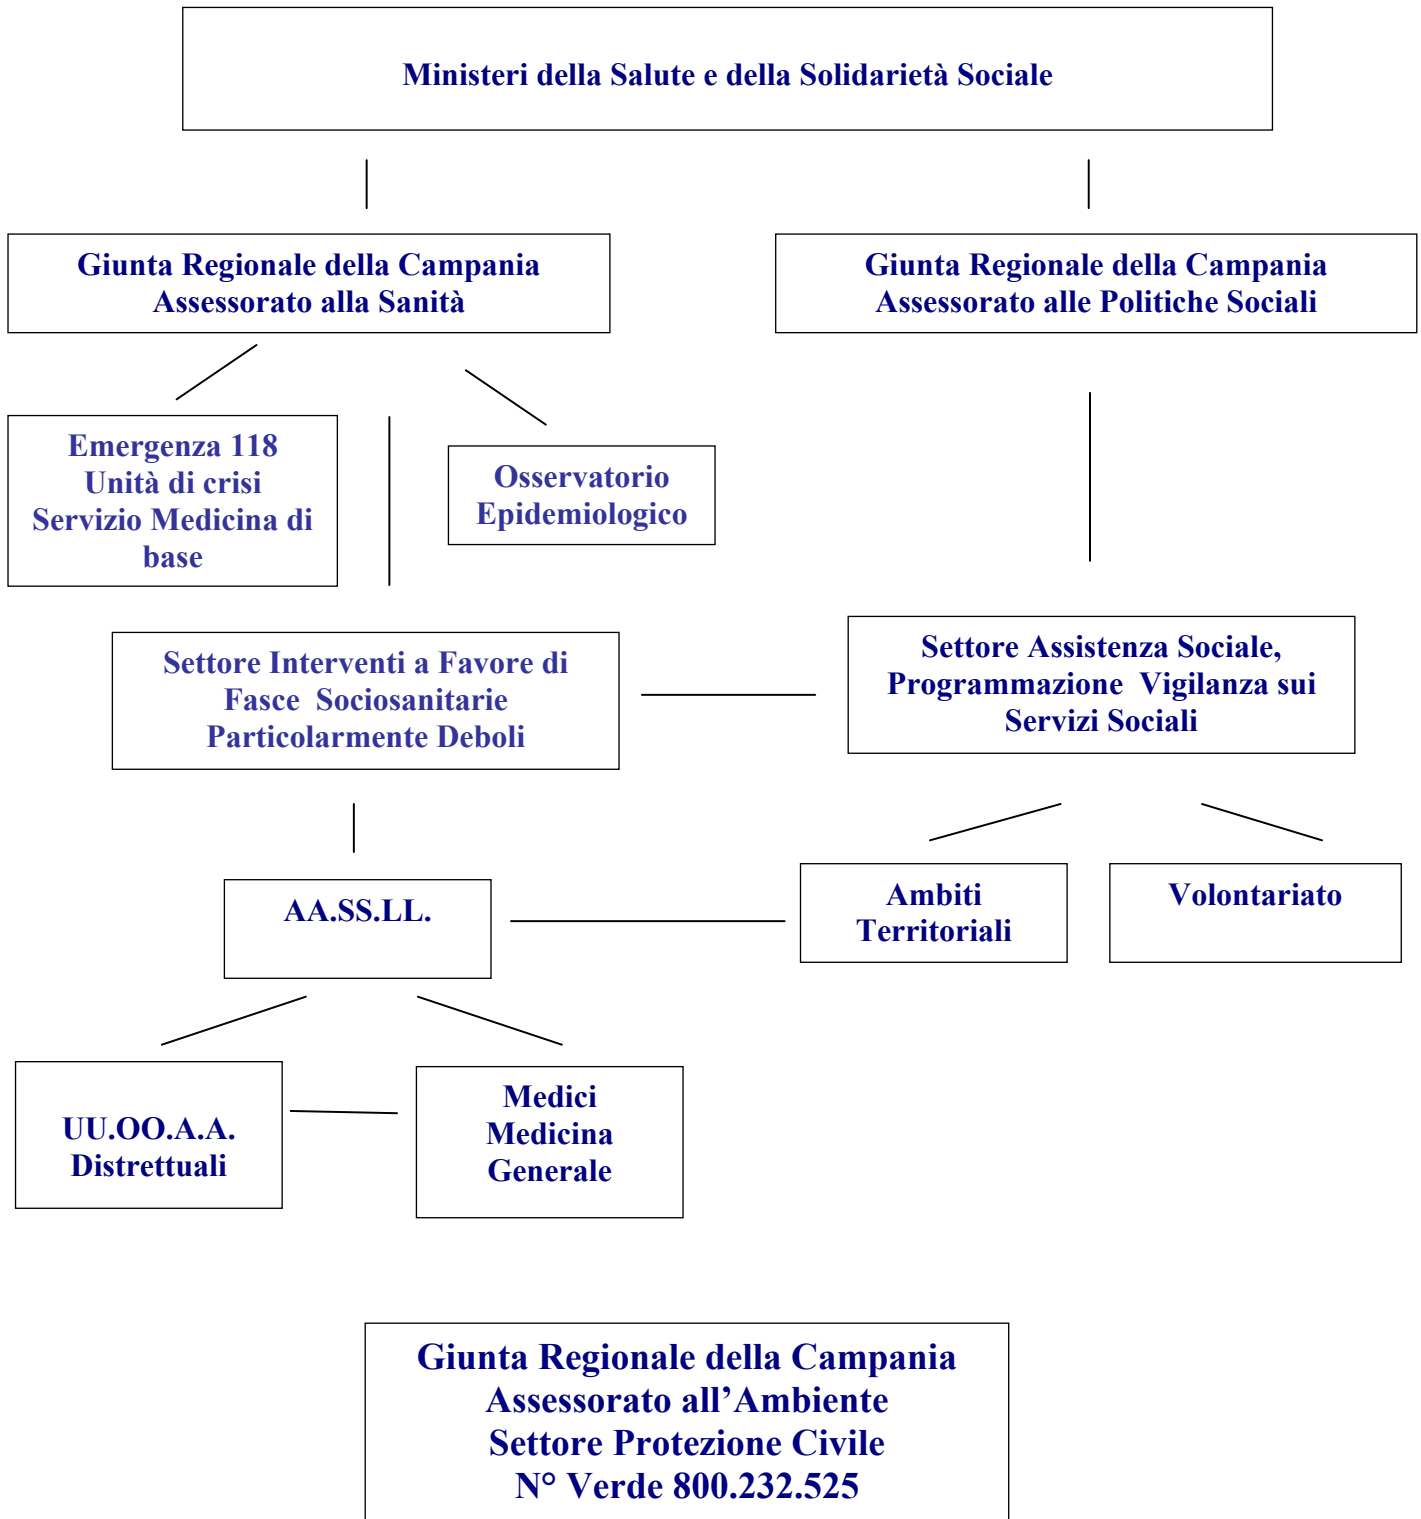 Ministeri della Salute e della Solidarietà Sociale
Giunta Regionale della Campania
Assessorato alla Sanità
Giunta Regionale della Campania
Assessorato alle Politiche Sociali
Emergenza 118
Unità di crisi
Servizio Medicina di
base
Osservatorio
Epidemiologico
Settore Interventi a Favore di
Fasce Sociosanitarie
Particolarmente Deboli
Settore Assistenza Sociale,
Programmazione Vigilanza sui
Servizi Sociali
AA.SS.LL.
Ambiti
Territoriali
Volontariato
UU.OO.A.A.
Distrettuali
Medici
Medicina
Generale
Giunta Regionale della Campania
Assessorato all’Ambiente
Settore Protezione Civile
N° Verde 800.232.525